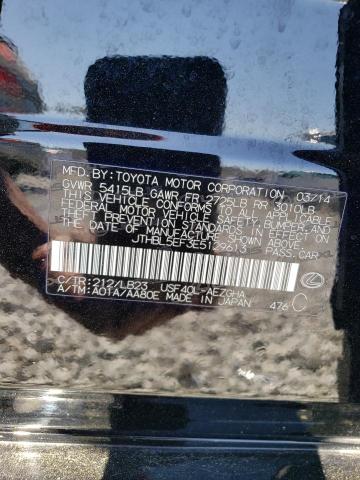 MFD. BY: TOYOTA MOTOR CORPORATION 03/14
GVWR 5415LB GAWR FR 2725LB RR 3010LB
THIS VEHICLE CONFORMS TO ALL APPLICABLE
FEDERAL MOTOR VEHICLE SAFETY, BUMPER, AND
THEFT PREVENTION STANDARDS IN EFFECT ON
THE DATE OF MANUFACTURE SHOWN ABOVE.
JTHBL5EF3E5129613 PASS.CAR
C/TR:212/LB23 USF40L-AEZGHA
A/TM:A01A/AA80E MADE IN JAPAN 476 C